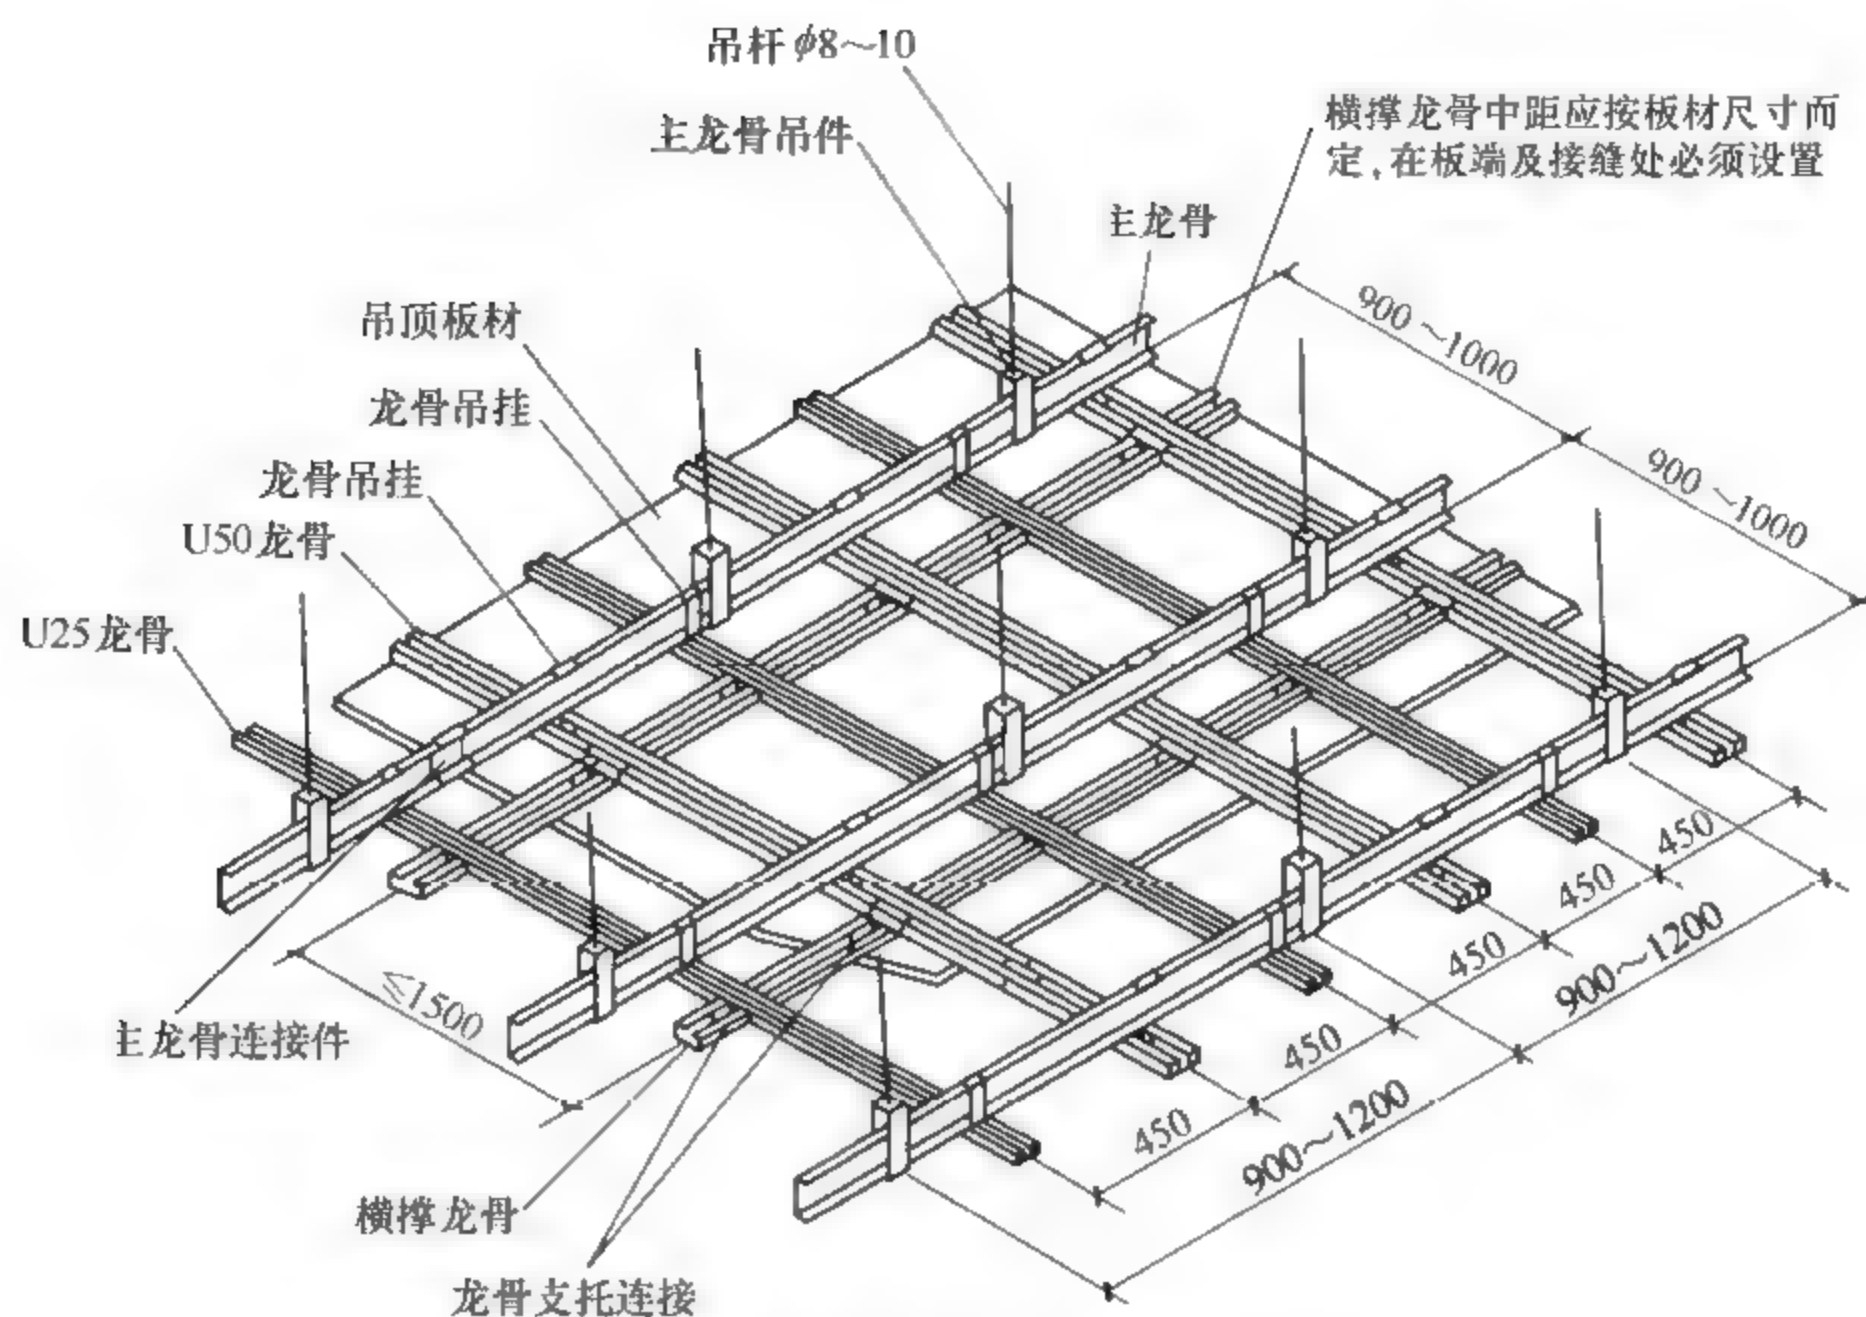 吊杆 ϕ8～10
主龙骨吊件
横撑龙骨中距应按板材尺寸而
定,在板端及接缝处必须设置
主龙骨
吊顶板材
龙骨吊挂
龙骨吊挂
U50龙骨
U25龙骨
900～1000
900～1000
450
450
450
450
450
900～1200
900～1200
≤1500
主龙骨连接件
横撑龙骨
龙骨支托连接